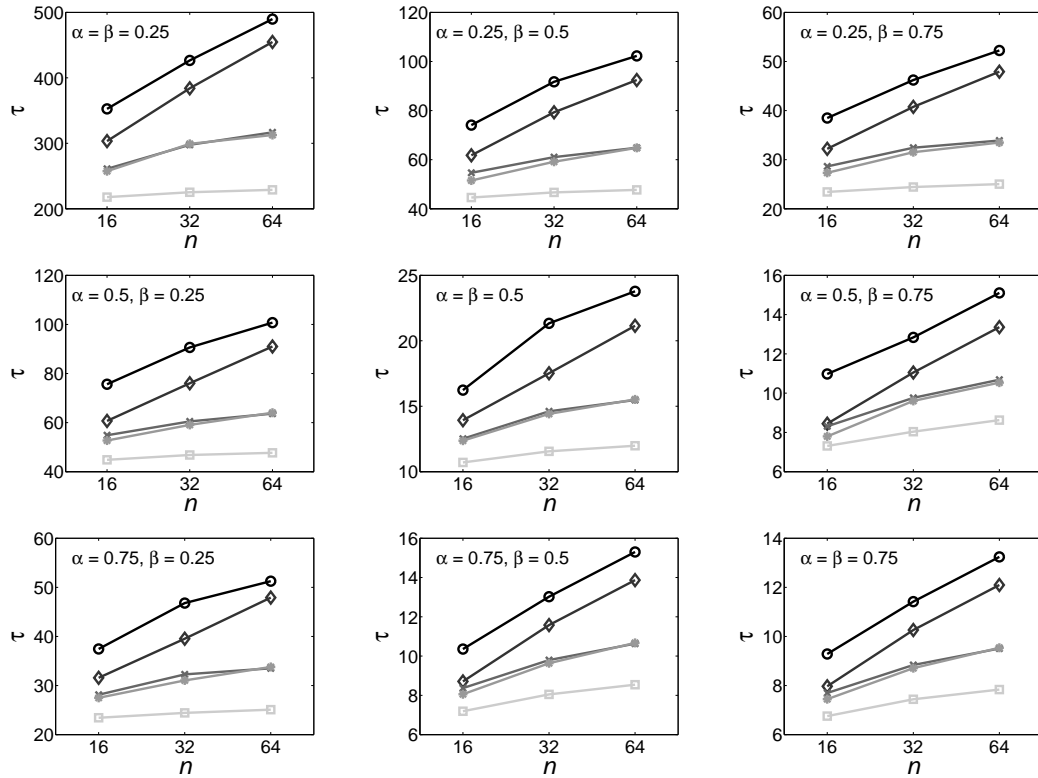 α = β = 0.25
500
400
300
200
τ
16 32 64
n
α = 0.25, β = 0.5
120
100
80
60
40
τ
16 32 64
n
α = 0.25, β = 0.75
60
50
40
30
20
τ
16 32 64
n
α = 0.5, β = 0.25
120
100
80
60
40
τ
16 32 64
n
α = β = 0.5
25
20
15
10
τ
16 32 64
n
α = 0.5, β = 0.75
16
14
12
10
8
6
τ
16 32 64
n
α = 0.75, β = 0.25
60
50
40
30
20
τ
16 32 64
n
α = 0.75, β = 0.5
16
14
12
10
8
6
τ
16 32 64
n
α = β = 0.75
14
12
10
8
6
τ
16 32 64
n